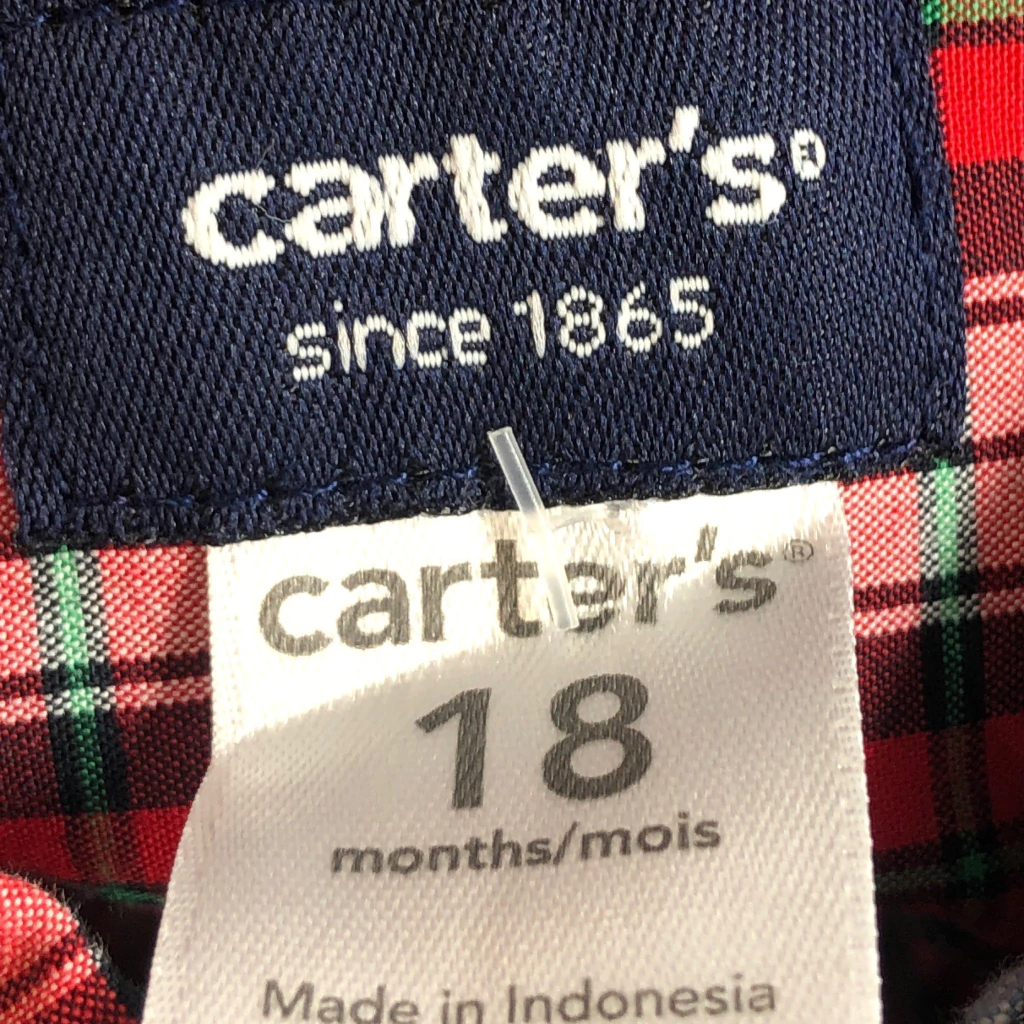 carter's®
since 1865
carter's®
18
months/mois
Made in Indonesia